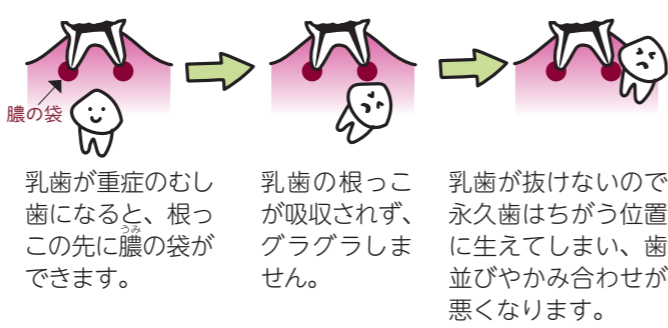 膿の袋
乳歯が重症のむし
歯になると、根っ
この先に膿の袋が
うみ
できます。
乳歯の根っこ
が吸収されず、
グラグラしま
せん。
乳歯が抜けないので
永久歯はちがう位置
に生えてしまい、歯
並びやかみ合わせが
悪くなります。